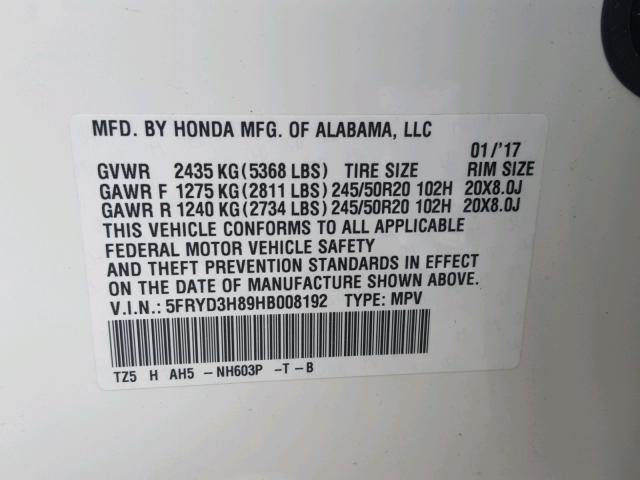 MFD. BY HONDA MFG. OF ALABAMA, LLC
01/'17
GVWR 2435 KG(5368 LBS) TIRE SIZE RIM SIZE
GAWR F 1275 KG(2811 LBS)245/50R20 102H 20X8.0J
GAWR R 1240 KG(2734 LBS)245/50R20 102H 20X8.0J
THIS VEHICLE CONFORMS TO ALL APPLICABLE
FEDERAL MOTOR VEHICLE SAFETY
AND THEFT PREVENTION STANDARDS IN EFFECT
ON THE DATE OF MANUFACTURE SHOWN ABOVE.
V.I.N.: 5FRYD3H89HB008192 TYPE: MPV
TZ5 H AH5 -NH603P -T-B